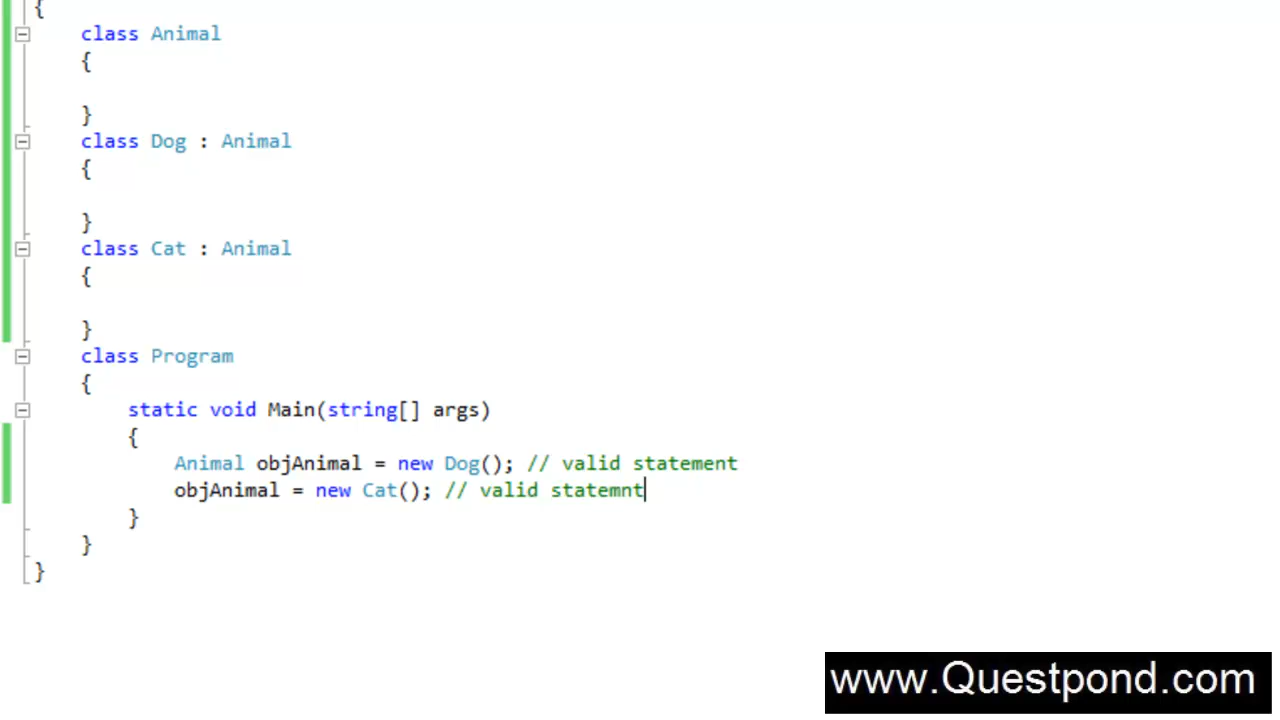 {
class Animal
{
}
class Dog : Animal
{
}
class Cat : Animal
{
}
class Program
{
static void Main(string[] args)
{
Animal objAnimal = new Dog(); // valid statement
objAnimal = new Cat(); // valid statemnt
}
}
}
www.Questpond.com